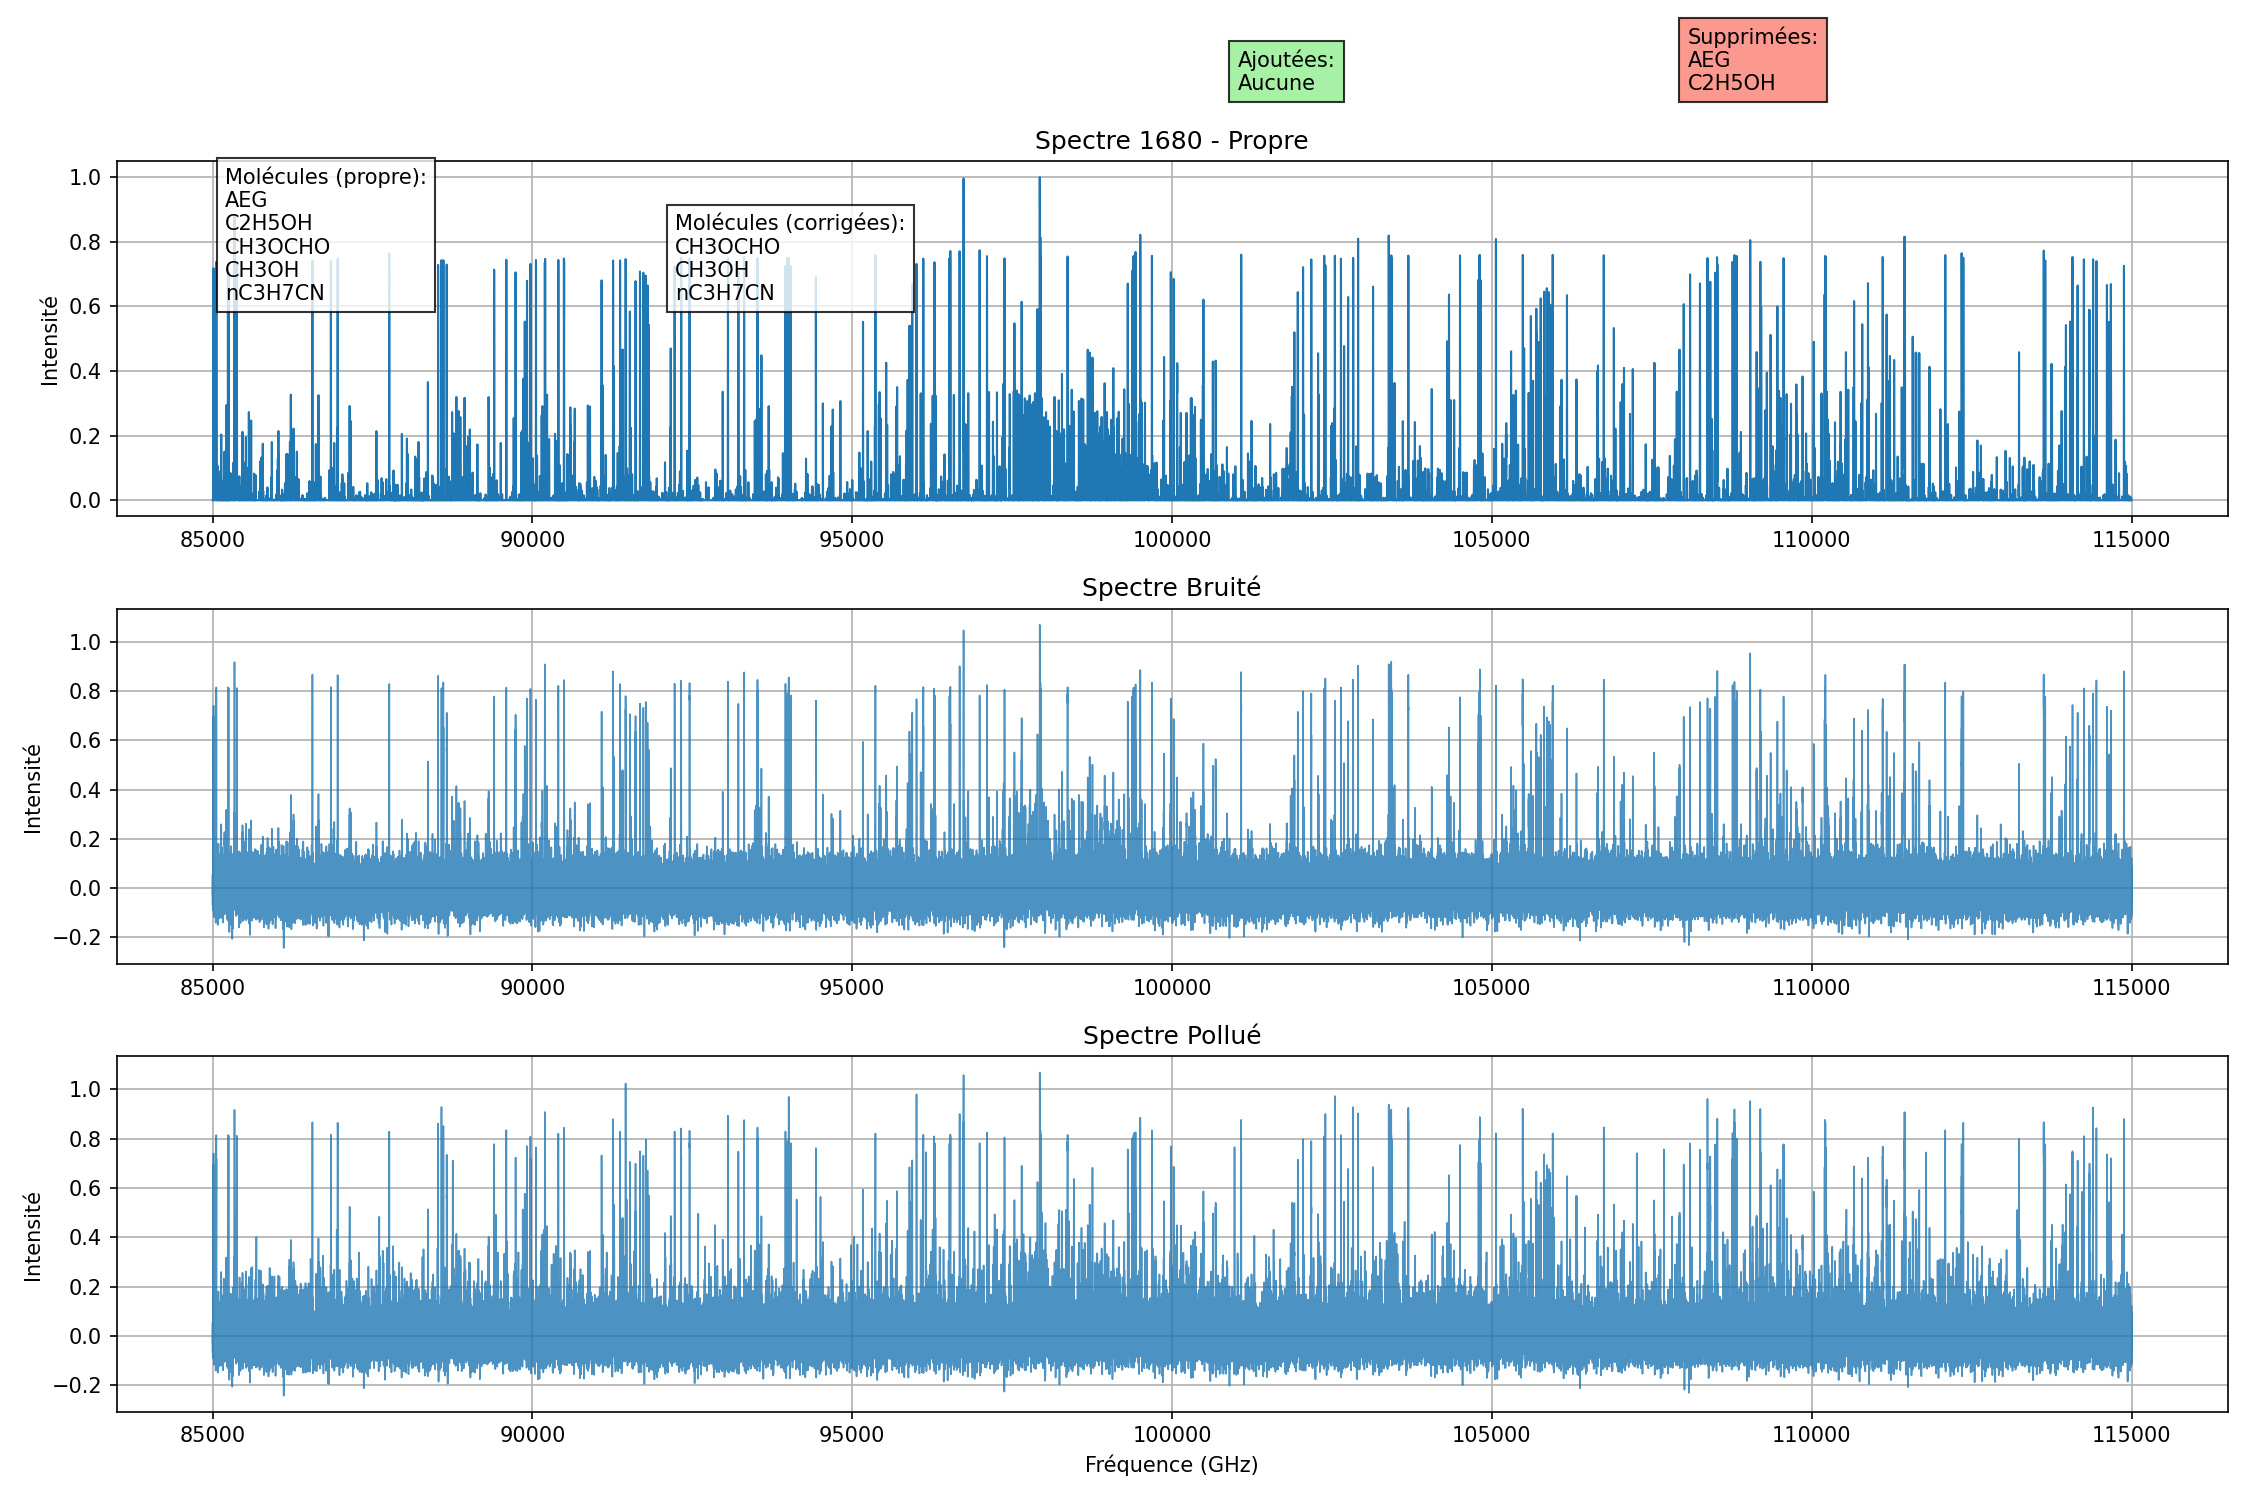 Supprimées:
AEG
C2H5OH
Ajoutées:
Aucune
Spectre 1680 - Propre
Molécules (propre):
AEG
C2H5OH
CH3OCHO
CH3OH
nC3H7CN
Molécules (corrigées):
CH3OCHO
CH3OH
nC3H7CN
Intensité
1.0
0.8
0.6
0.4
0.2
0.0
85000 90000 95000 100000 105000 110000 115000
Spectre Bruité
Intensité
1.0
0.8
0.6
0.4
0.2
0.0
−0.2
85000 90000 95000 100000 105000 110000 115000
Spectre Pollué
Intensité
1.0
0.8
0.6
0.4
0.2
0.0
−0.2
85000 90000 95000 100000 105000 110000 115000
Fréquence (GHz)